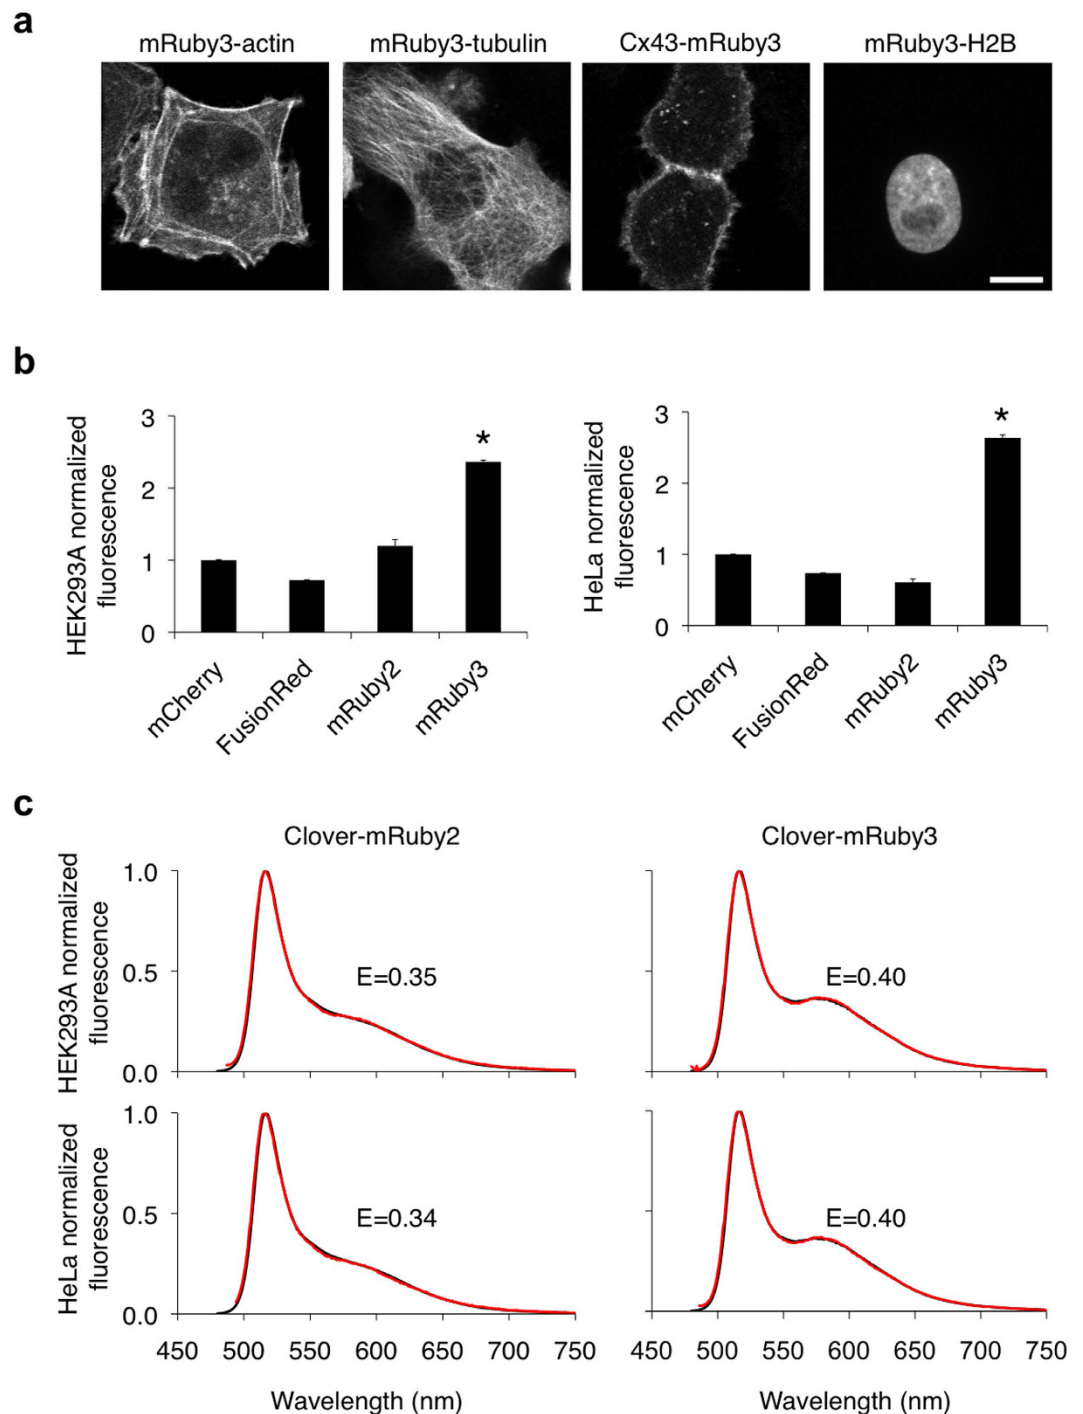 a
mRuby3-actin
mRuby3-tubulin
Cx43-mRuby3
mRuby3-H2B
b
HEK293A normalized
fluorescence
3
2
1
0
*
mCherry
FusionRed
mRuby2
mRuby3
HeLa normalized
fluorescence
3
2
1
0
*
mCherry
FusionRed
mRuby2
mRuby3
c
Clover-mRuby2
Clover-mRuby3
HEK293A normalized
fluorescence
1.0
0.5
0.0
E=0.35
E=0.40
HeLa normalized
fluorescence
1.0
0.5
0.0
E=0.34
E=0.40
450 500 550 600 650 700 750
450 500 550 600 650 700 750
Wavelength (nm)
Wavelength (nm)